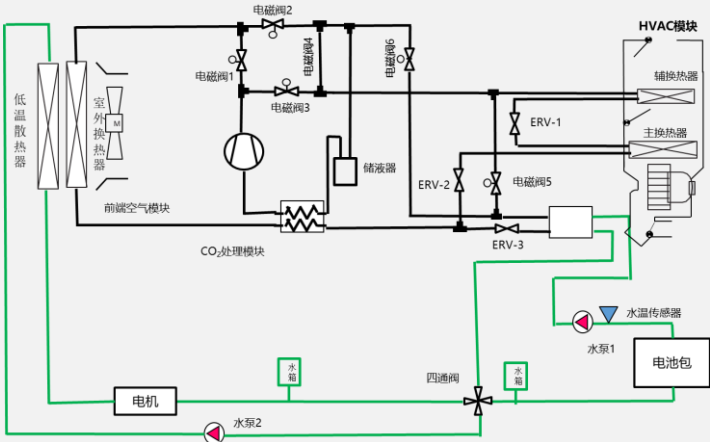 电磁阀2
HVAC模块
电磁阀4
电磁阀6
电磁阀1
辅换热器
低温散热器
室外换热器
M
电磁阀3
ERV-1
主换热器
储液器
ERV-2
电磁阀5
前端空气模块
CO₂处理模块
ERV-3
水温传感器
水泵1
电池包
水箱
四通阀
水箱
电机
水泵2